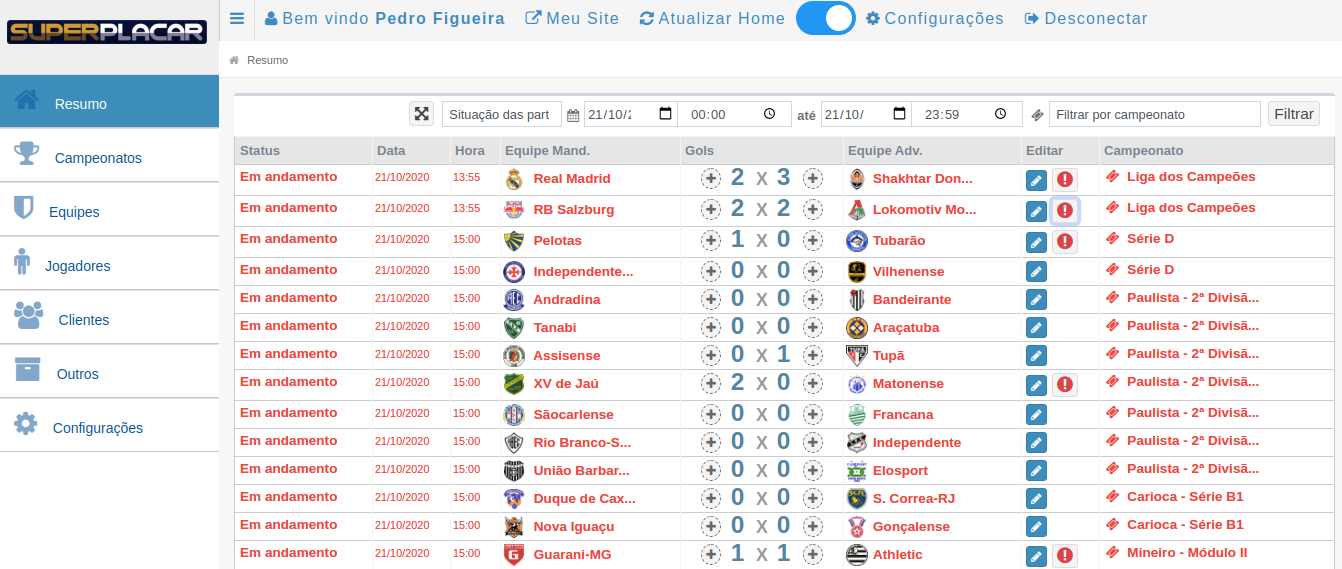 SUPERPLACAR
Bem vindo Pedro Figueira Meu Site Atualizar Home Configurações Desconectar
Resumo
Resumo
Campeonatos
Equipes
Jogadores
Clientes
Outros
Configurações
Situação das part 21/10/2 00:00 até 21/10/ 23:59 Filtrar por campeonato Filtrar
Status Data Hora Equipe Mand. Gols Equipe Adv. Editar Campeonato
Em andamento 21/10/2020 13:55 Real Madrid 2 X 3 Shakhtar Don... Liga dos Campeões
Em andamento 21/10/2020 13:55 RB Salzburg 2 X 2 Lokomotiv Mo... Liga dos Campeões
Em andamento 21/10/2020 15:00 Pelotas 1 X 0 Tubarão Série D
Em andamento 21/10/2020 15:00 Independente... 0 X 0 Vilhenense Série D
Em andamento 21/10/2020 15:00 Andradina 0 X 0 Bandeirante Paulista - 2ª Divisã...
Em andamento 21/10/2020 15:00 Tanabi 0 X 0 Araçatuba Paulista - 2ª Divisã...
Em andamento 21/10/2020 15:00 Assisense 0 X 1 Tupã Paulista - 2ª Divisã...
Em andamento 21/10/2020 15:00 XV de Jaú 2 X 0 Matonense Paulista - 2ª Divisã...
Em andamento 21/10/2020 15:00 Sãocarlense 0 X 0 Francana Paulista - 2ª Divisã...
Em andamento 21/10/2020 15:00 Rio Branco-S... 0 X 0 Independente Paulista - 2ª Divisã...
Em andamento 21/10/2020 15:00 União Barbar... 0 X 0 Elosport Paulista - 2ª Divisã...
Em andamento 21/10/2020 15:00 Duque de Cax... 0 X 0 S. Correa-RJ Carioca - Série B1
Em andamento 21/10/2020 15:00 Nova Iguaçu 0 X 0 Gonçalense Carioca - Série B1
Em andamento 21/10/2020 15:00 Guarani-MG 1 X 1 Athletic Mineiro - Módulo II